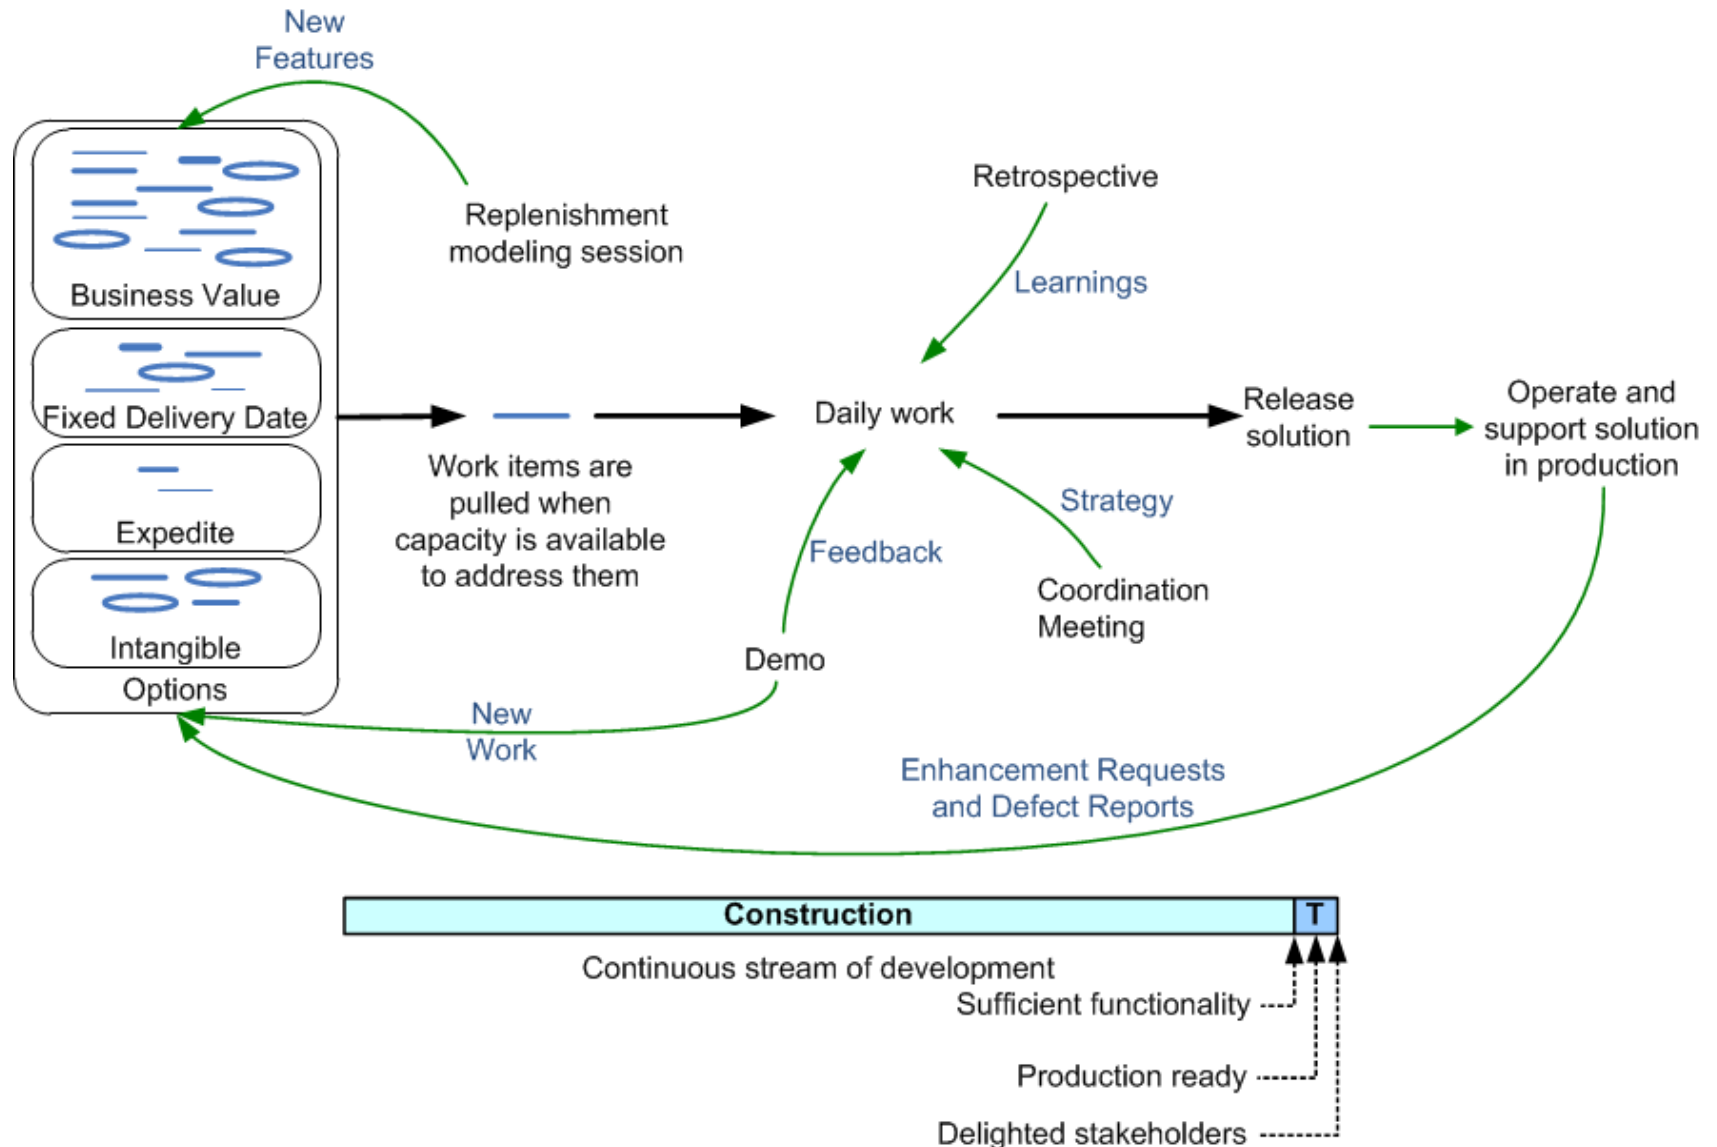 New
Features
Replenishment
modeling session
Business Value
Fixed Delivery Date
Expedite
Intangible
Options
Work items are
pulled when
capacity is available
to address them
Retrospective
Learnings
Daily work
Feedback
Demo
New
Work
Strategy
Coordination
Meeting
Release
solution
Operate and
support solution
in production
Enhancement Requests
and Defect Reports
Construction
T
Continuous stream of development
Sufficient functionality
Production ready
Delighted stakeholders